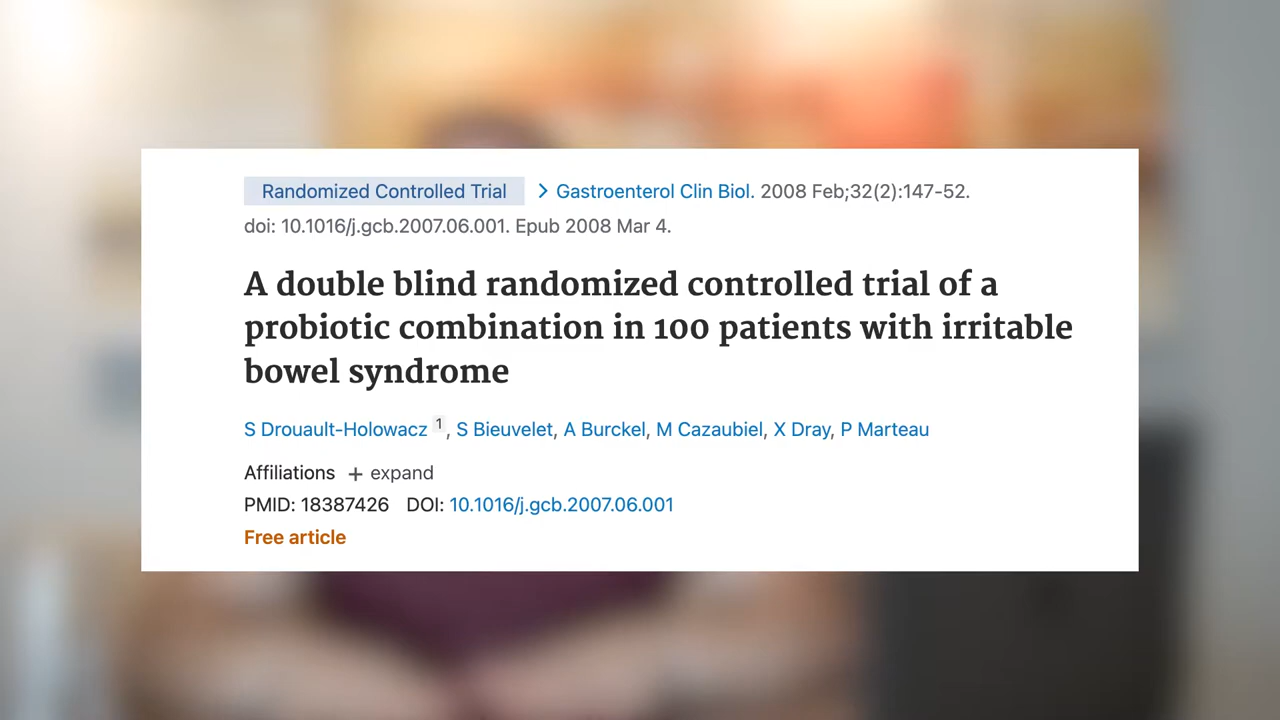 Randomized Controlled Trial > Gastroenterol Clin Biol. 2008 Feb;32(2):147-52.
doi: 10.1016/j.gcb.2007.06.001. Epub 2008 Mar 4.
A double blind randomized controlled trial of a
probiotic combination in 100 patients with irritable
bowel syndrome
S Drouault-Holowacz 1, S Bieuvelet, A Burckel, M Cazaubiel, X Dray, P Marteau
Affiliations + expand
PMID: 18387426 DOI: 10.1016/j.gcb.2007.06.001
Free article